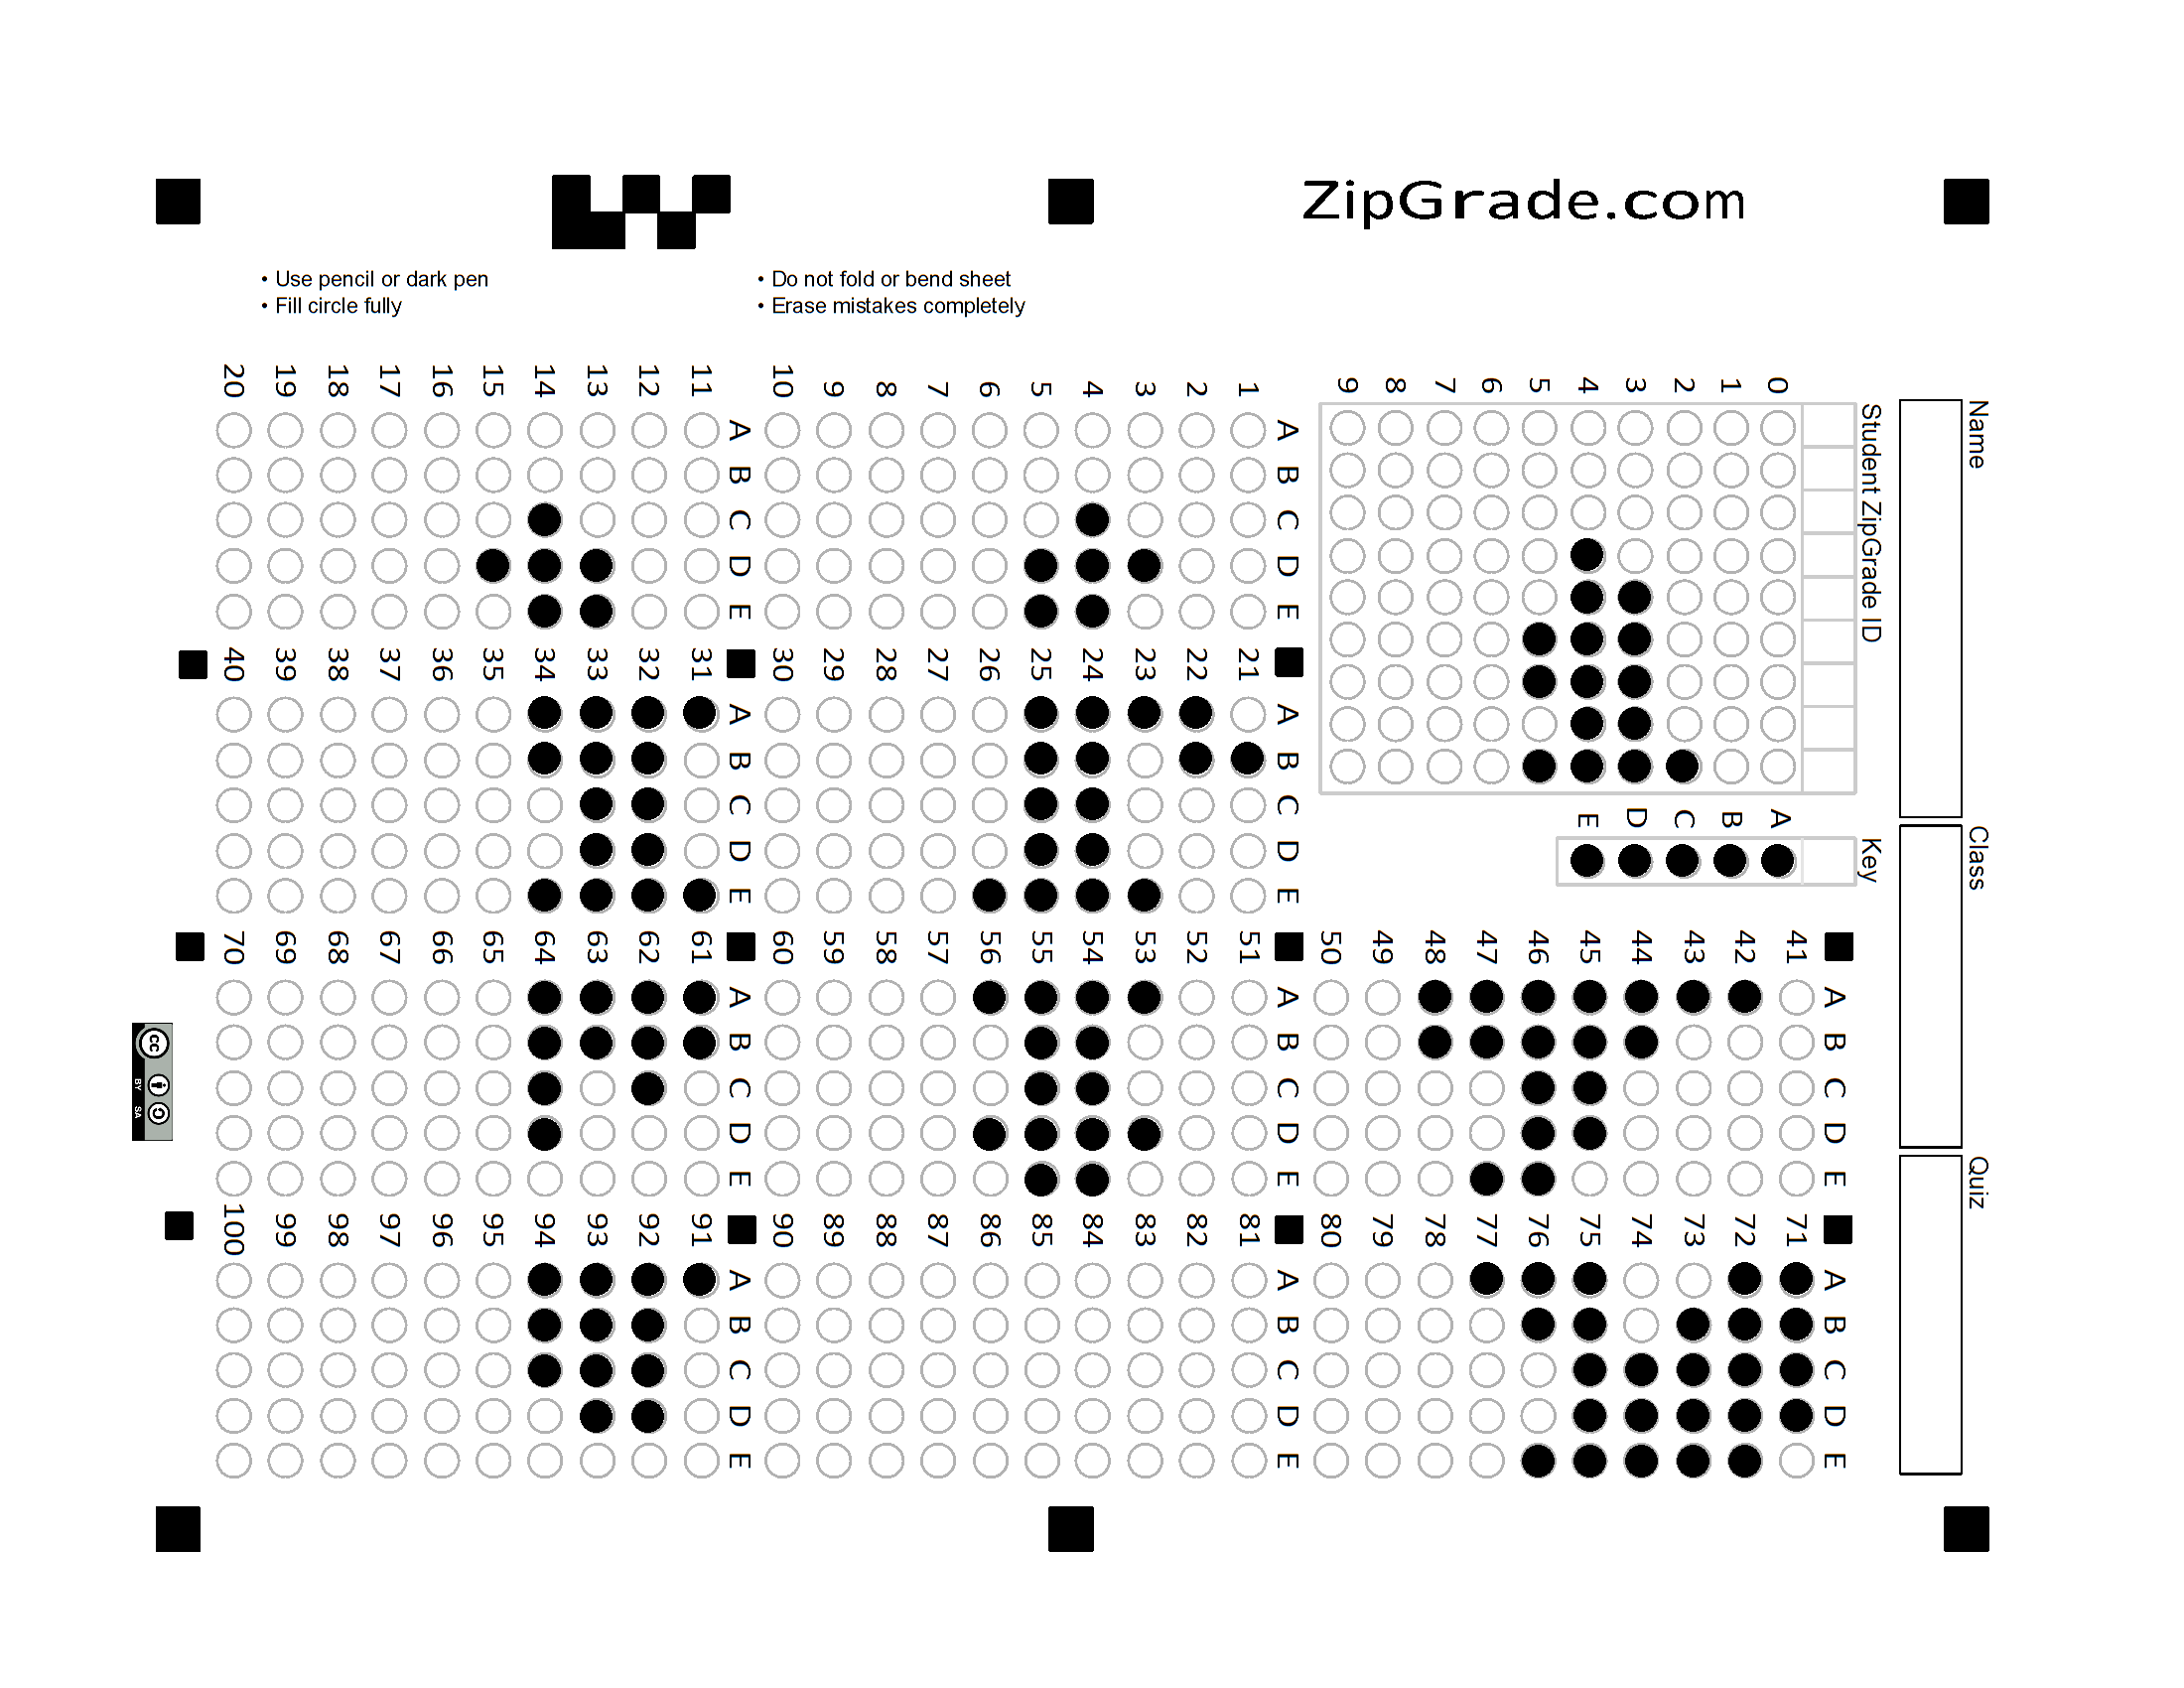 ZipGrade.com
• Use pencil or dark pen
• Fill circle fully
• Do not fold or bend sheet
• Erase mistakes completely
Name Class Quiz
Student ZipGrade ID Key
0 A
1 B
2 C
3 D
4 E
5
6
7
8
9
A B C D E A B C D E
41 71
42 72
43 73
44 74
45 75
46 76
47 77
48 78
49 79
50 80
A B C D E A B C D E A B C D E A B C D E
1 21 51 81
2 22 52 82
3 23 53 83
4 24 54 84
5 25 55 85
6 26 56 86
7 27 57 87
8 28 58 88
9 29 59 89
10 30 60 90
A B C D E A B C D E A B C D E A B C D E
11 31 61 91
12 32 62 92
13 33 63 93
14 34 64 94
15 35 65 95
16 36 66 96
17 37 67 97
18 38 68 98
19 39 69 99
20 40 70 100
cc BY SA